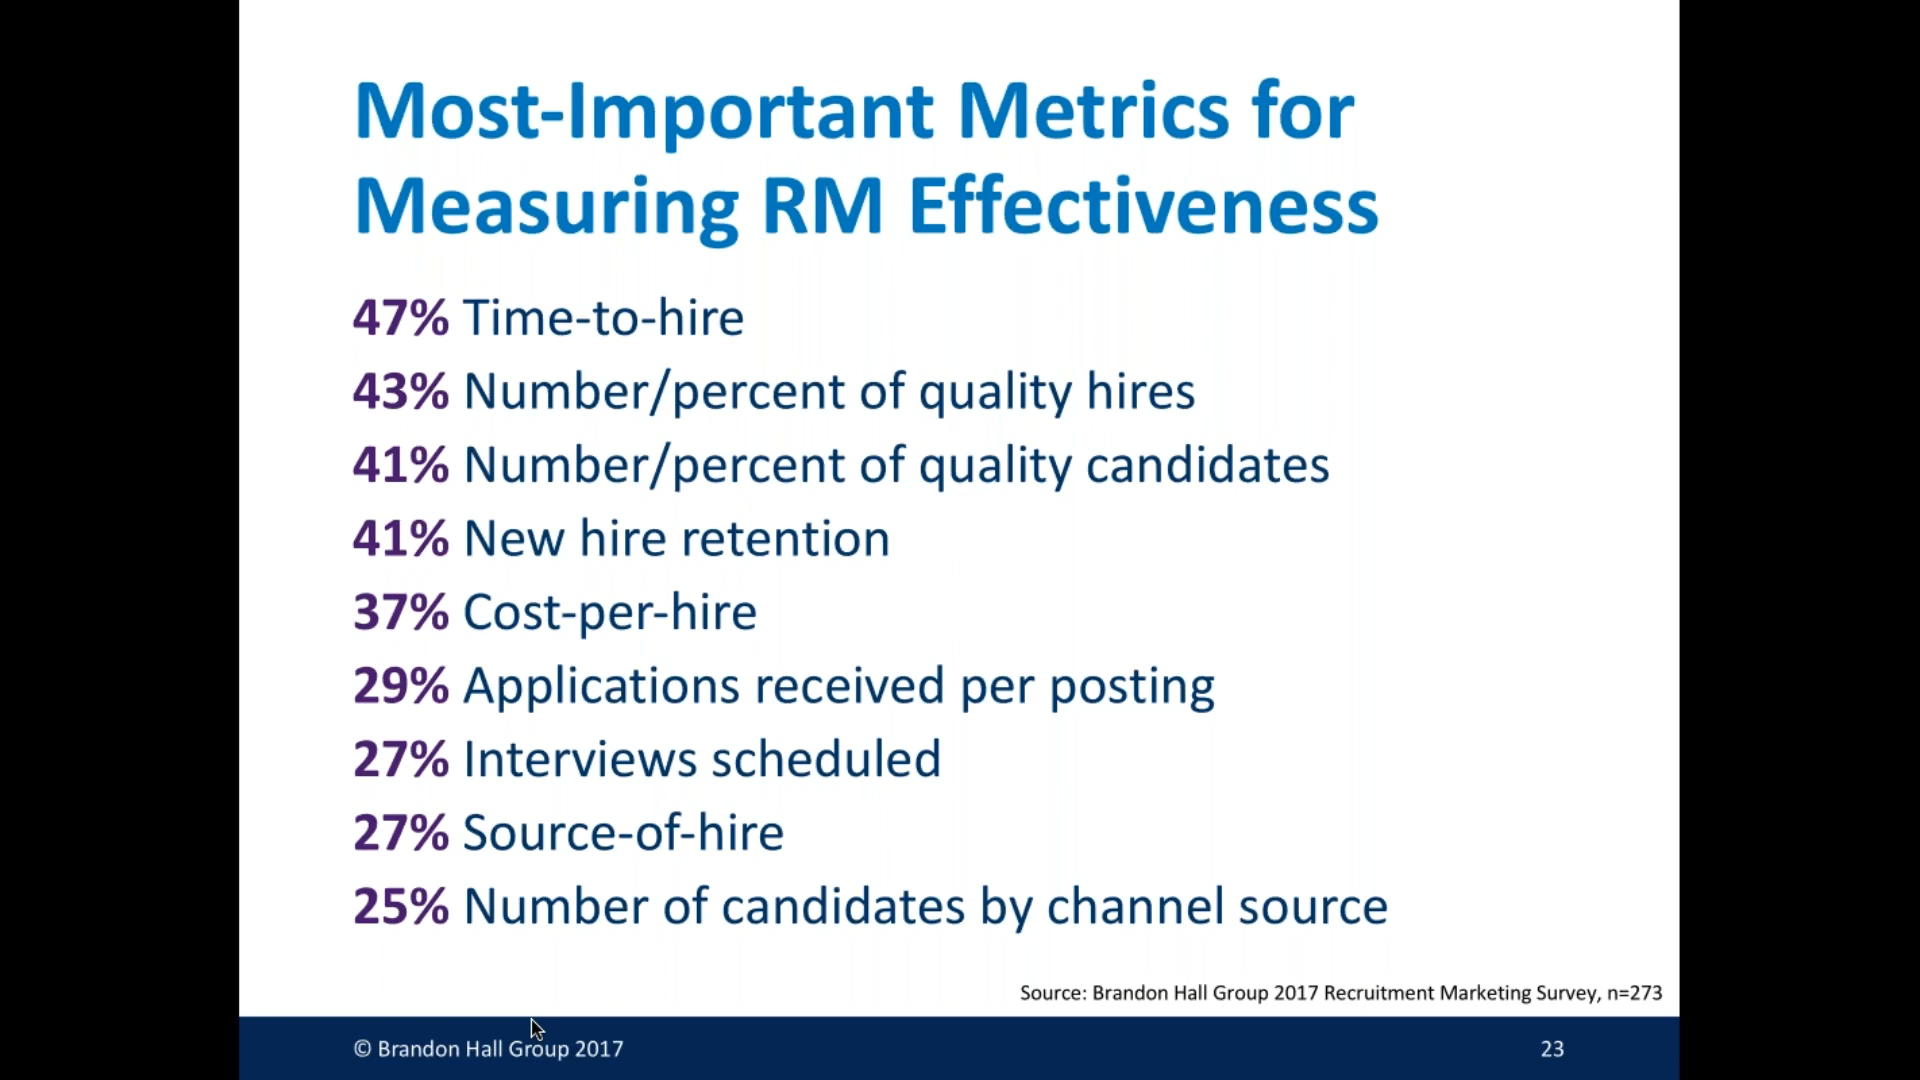 Most-Important Metrics for
Measuring RM Effectiveness
47% Time-to-hire
43% Number/percent of quality hires
41% Number/percent of quality candidates
41% New hire retention
37% Cost-per-hire
29% Applications received per posting
27% Interviews scheduled
27% Source-of-hire
25% Number of candidates by channel source
Source: Brandon Hall Group 2017 Recruitment Marketing Survey, n=273
© Brandon Hall Group 2017
23